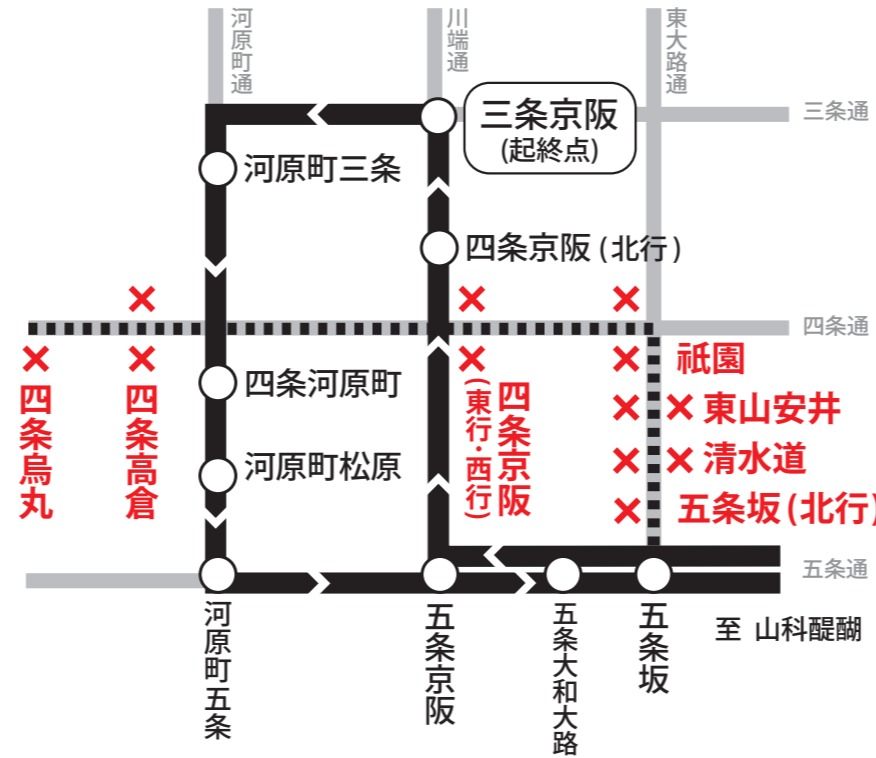 河原町通
川端通
東大路通
三条京阪
(起終点)
三条通
河原町三条
四条京阪(北行)
四条通
四条烏丸
四条高倉
四条河原町
四条京阪
(東行・西行)
祇園
東山安井
清水道
五条坂(北行)
河原町松原
五条通
河原町五条
五条京阪
五条大和大路
五条坂
至 山科醍醐